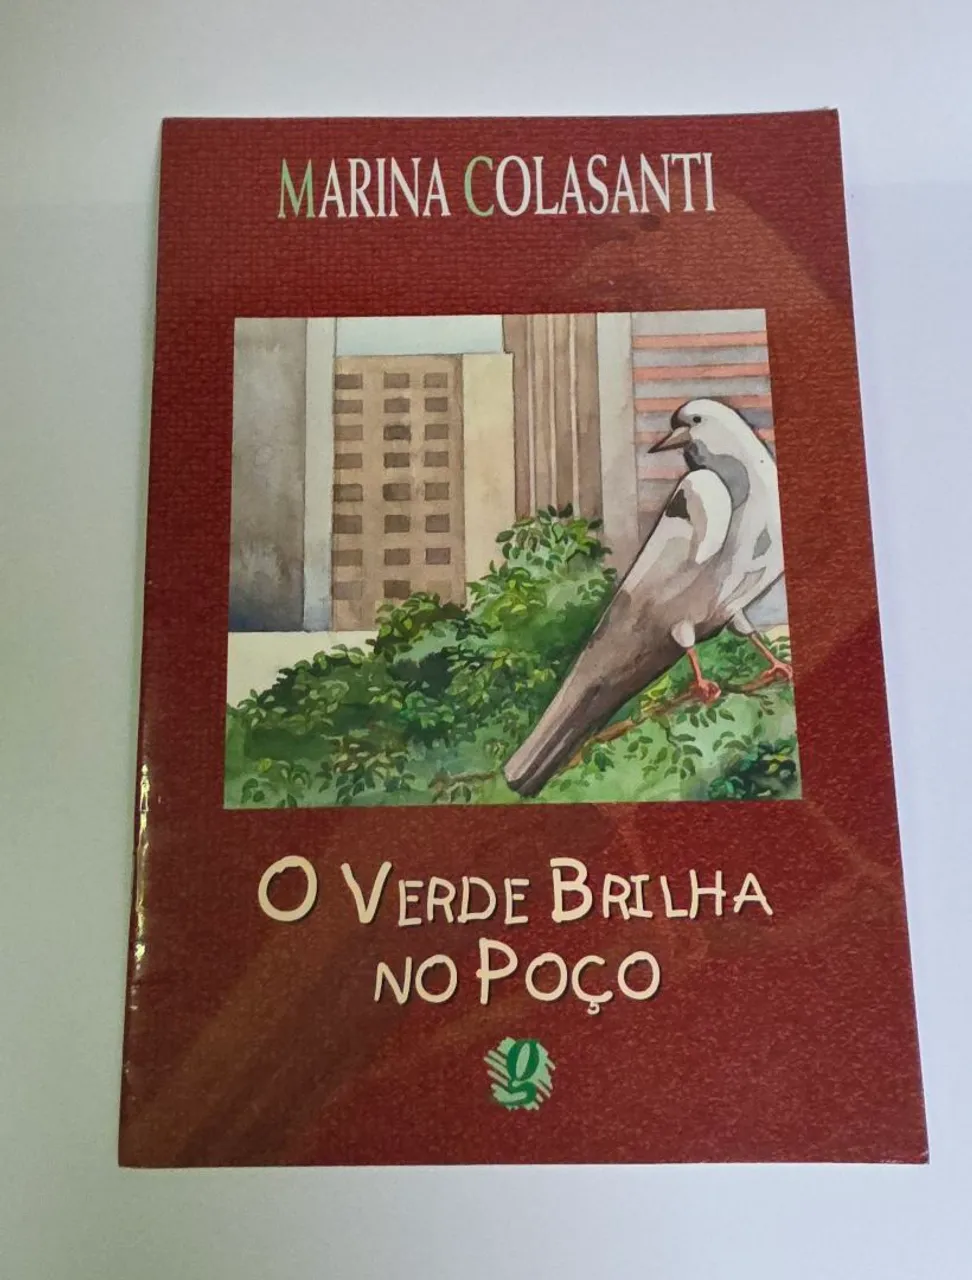 MARINA COLASANTI
O VERDE BRILHA
NO POÇO
g